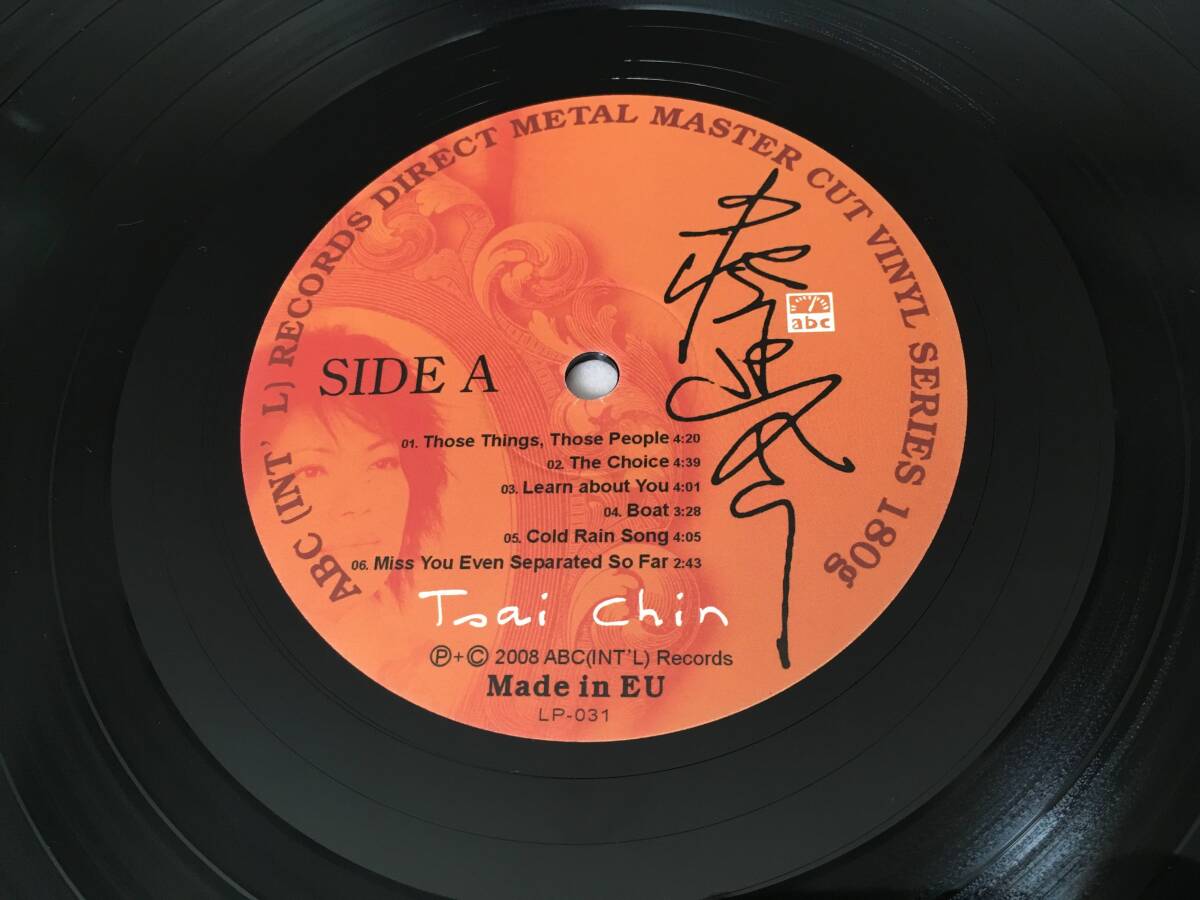 ABC (INT' L) RECORDS DIRECT METAL MASTER CUT VINYL SERIES 180g
abc
SIDE A
01. Those Things, Those People 4:20
02. The Choice 4:39
03. Learn about You 4:01
04. Boat 3:28
05. Cold Rain Song 4:05
06. Miss You Even Separated So Far 2:43
Tsai Chin
Ⓟ+© 2008 ABC(INT'L) Records
Made in EU
LP-031